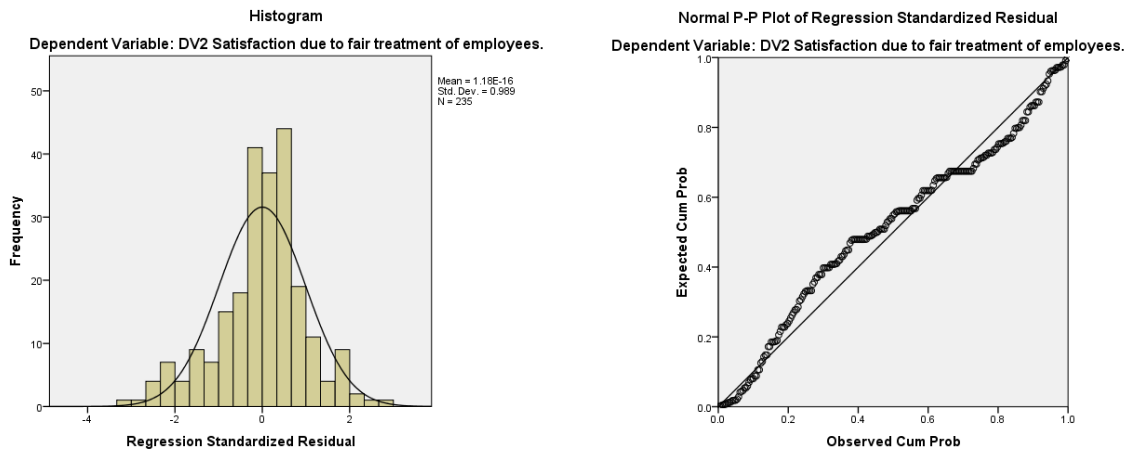 Histogram
Dependent Variable: DV2 Satisfaction due to fair treatment of employees.
Mean = 1.18E-16
Std. Dev. = 0.989
N = 235
50
40
30
20
10
0
Frequency
-4
-2
0
2
Regression Standardized Residual
Normal P-P Plot of Regression Standardized Residual
Dependent Variable: DV2 Satisfaction due to fair treatment of employees.
1.0
0.8
0.6
0.4
0.2
0.0
Expected Cum Prob
0.0
0.2
0.4
0.6
0.8
1.0
Observed Cum Prob